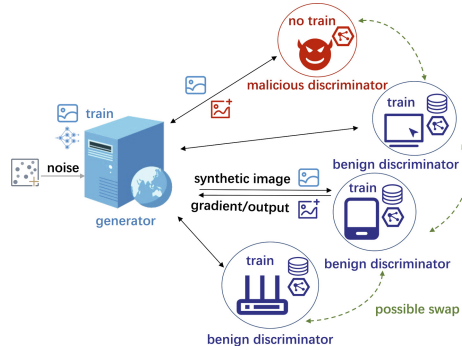 no train
malicious discriminator
train
train
benign discriminator
noise
synthetic image
gradient/output
train
generator
benign discriminator
train
possible swap
benign discriminator